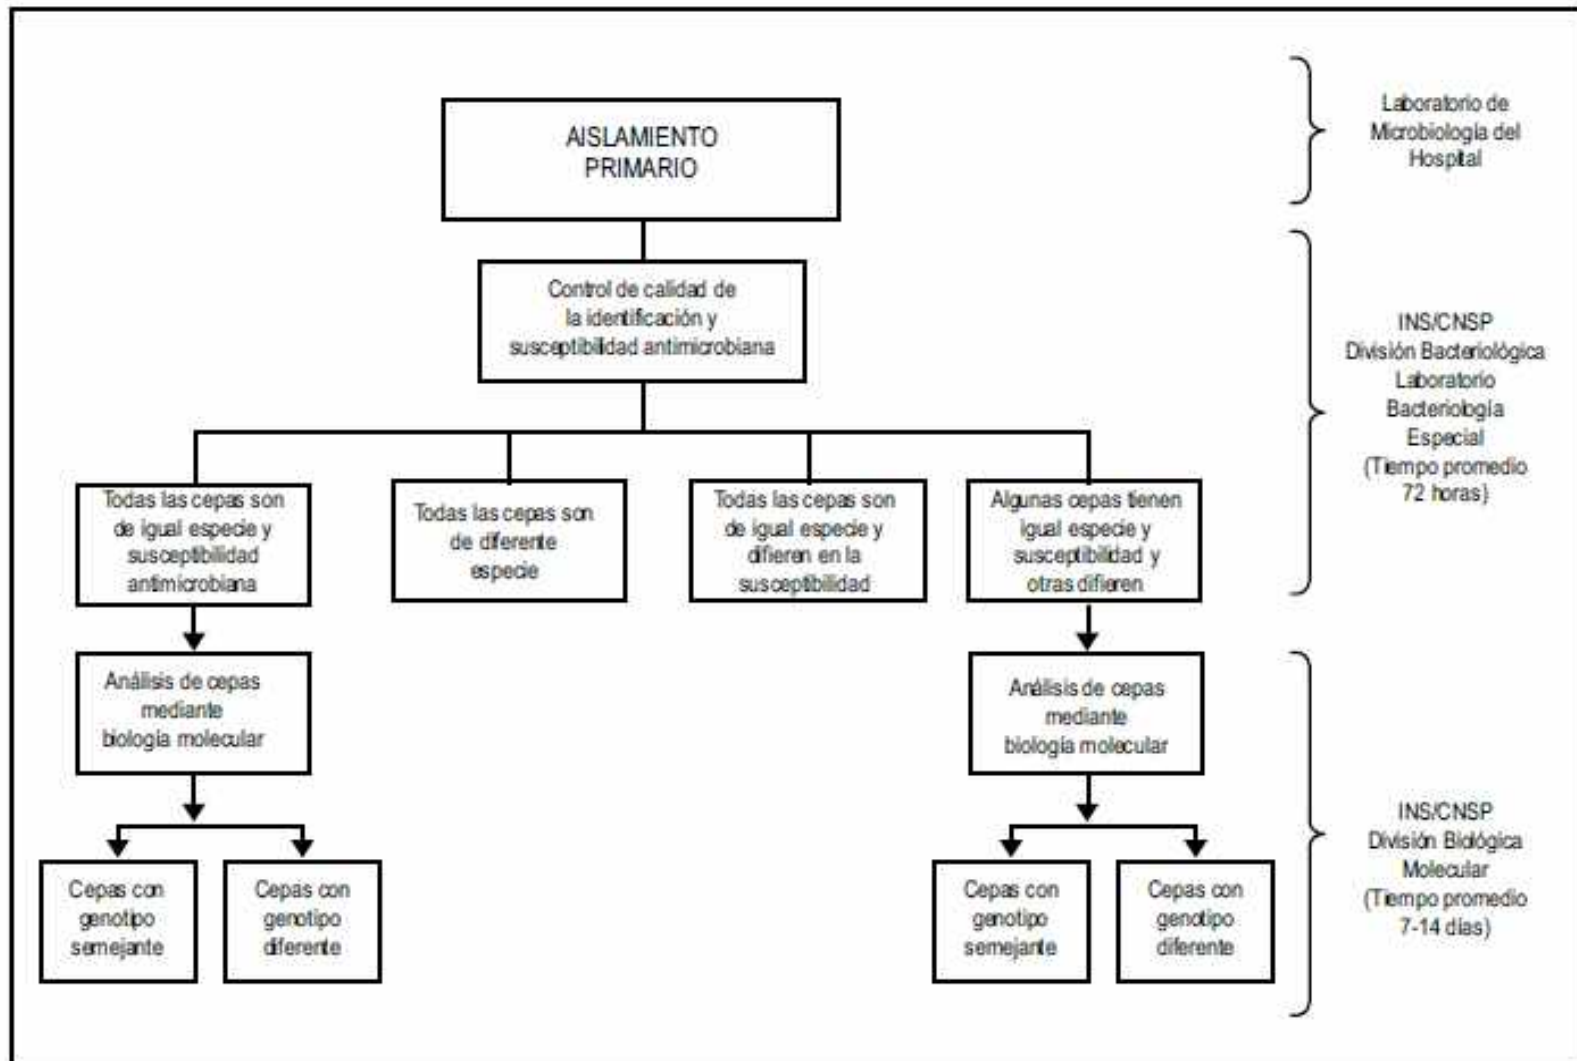 AISLAMIENTO
PRIMARIO
Laboratorio de
Microbiología del
Hospital
Control de calidad de
la identificación y
susceptibilidad antimicrobiana
INS/CNSP
División Bacteriológica
Laboratorio
Bacteriología
Especial
(Tiempo promedio
72 horas)
Todas las cepas son
de igual especie y
susceptibilidad
antimicrobiana
Todas las cepas son
de diferente
especie
Todas las cepas son
de igual especie y
difieren en la
susceptibilidad
Algunas cepas tienen
igual especie y
susceptibilidad y
otras difieren
Análisis de cepas
mediante
biología molecular
Análisis de cepas
mediante
biología molecular
INS/CNSP
División Biológica
Molecular
(Tiempo promedio
7-14 días)
Cepas con
genotipo
semejante
Cepas con
genotipo
diferente
Cepas con
genotipo
semejante
Cepas con
genotipo
diferente